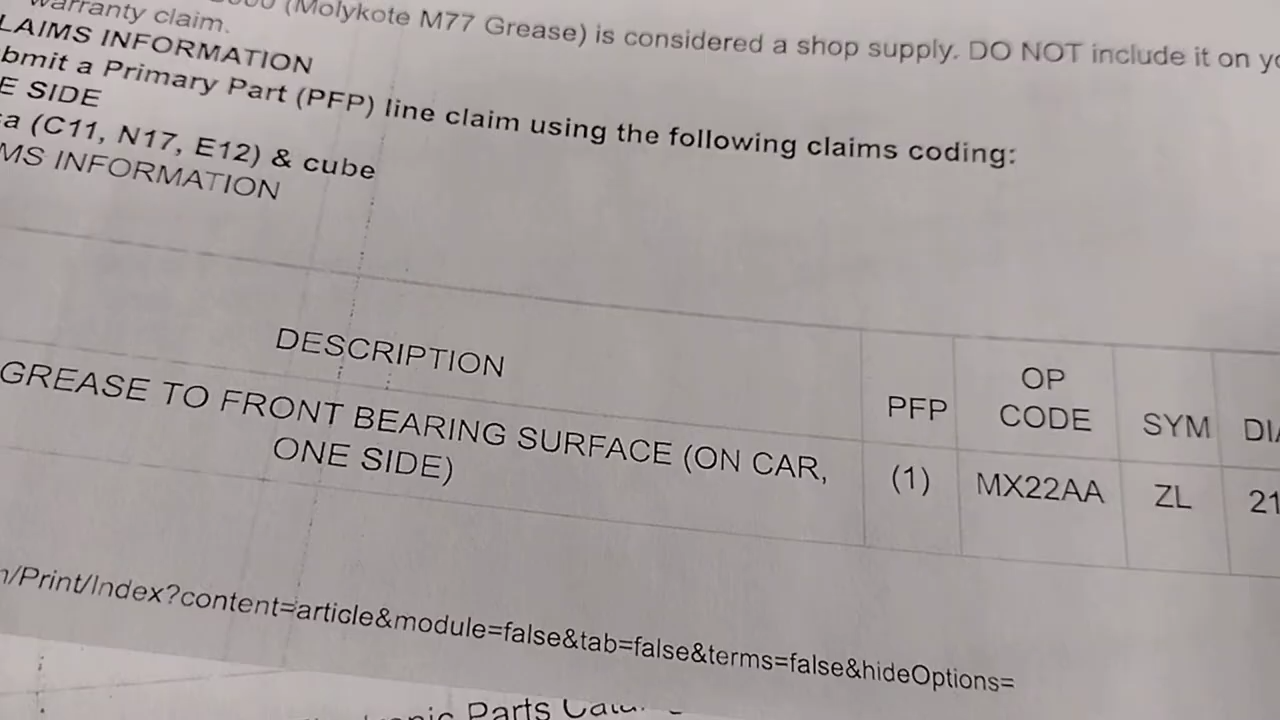 (Molykote M77 Grease) is considered a shop supply. DO NOT include it on
warranty claim.
LAIMS INFORMATION
bmit a Primary Part (PFP) line claim using the following claims coding:
E SIDE
a (C11, N17, E12) & cube
MS INFORMATION
DESCRIPTION
PFP
OP
CODE
SYM
DIA
GREASE TO FRONT BEARING SURFACE (ON CAR,
ONE SIDE)
(1)
MX22AA
ZL
21
/Print/Index?content=article&module=false&tab=false&terms=false&hideOptions=
Parts